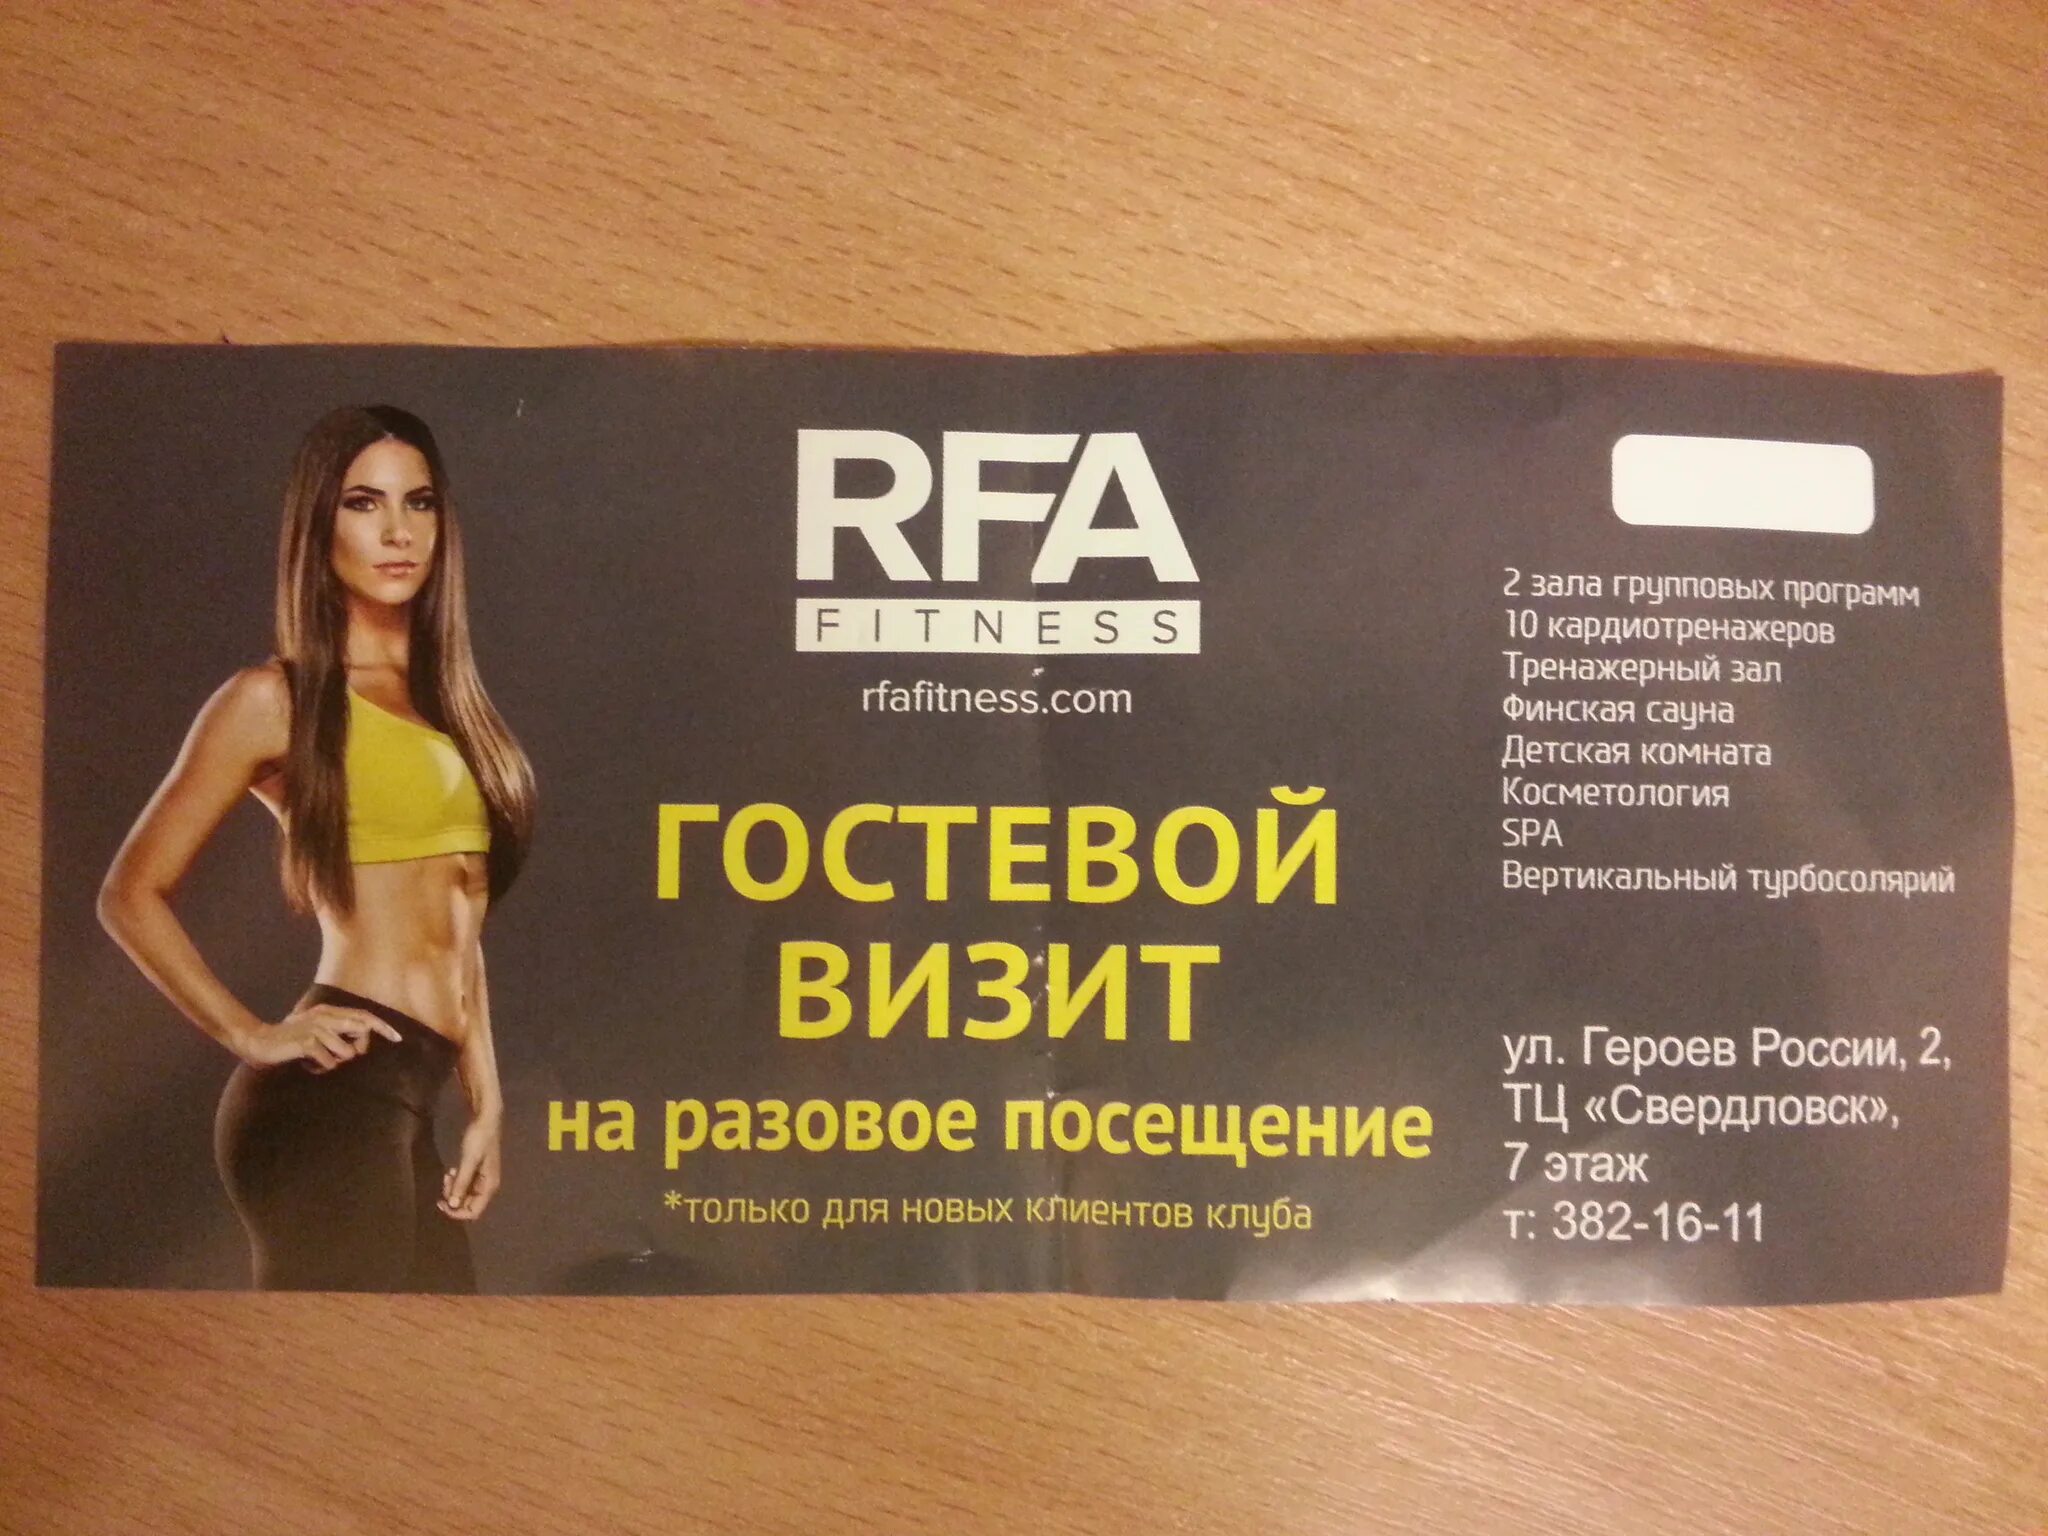 RFA
FITNESS
rfafitness.com
ГОСТЕВОЙ
ВИЗИТ
на разовое посещение
*только для новых клиентов клуба
2 зала групповых программ
10 кардиотренажеров
Тренажерный зал
Финская сауна
Детская комната
Косметология
SPA
Вертикальный турбосолярий
ул. Героев России, 2,
ТЦ «Свердловск»,
7 этаж
т: 382-16-11